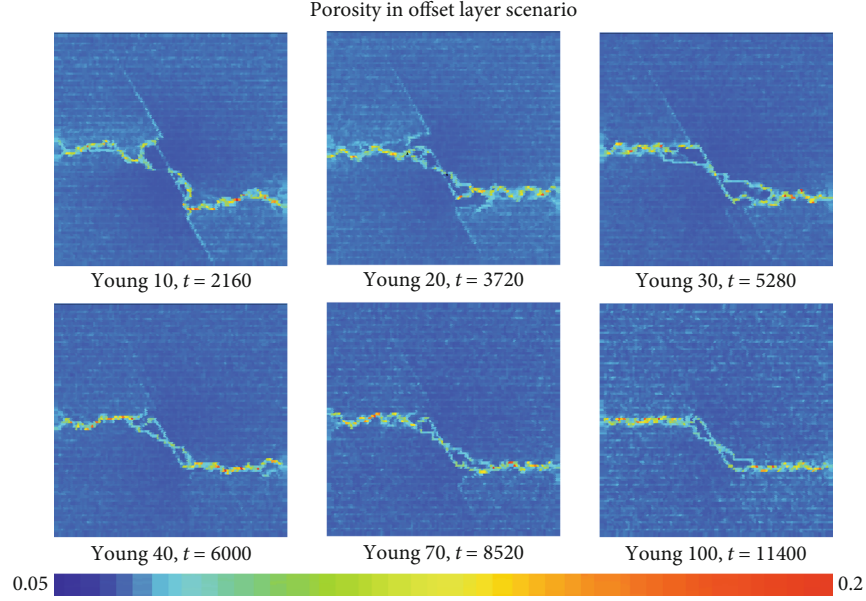 Porosity in offset layer scenario
Young 10, t = 2160
Young 20, t = 3720
Young 30, t = 5280
Young 40, t = 6000
Young 70, t = 8520
Young 100, t = 11400
0.05
0.2